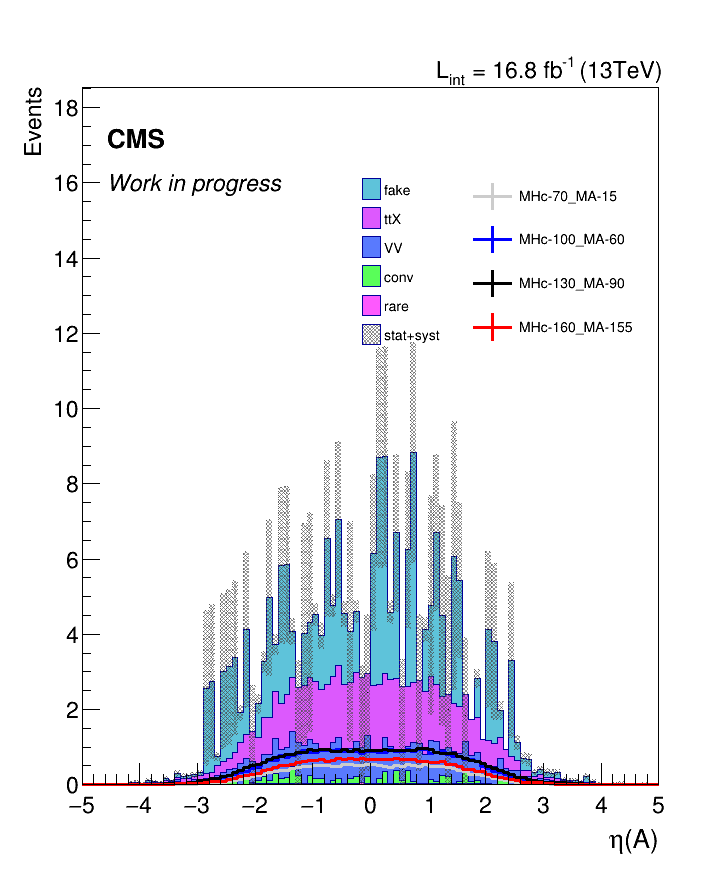 L_int = 16.8 fb^-1 (13TeV)
Events
CMS
Work in progress
fake
ttX
VV
conv
rare
stat+syst
MHc-70_MA-15
MHc-100_MA-60
MHc-130_MA-90
MHc-160_MA-155
18
16
14
12
10
8
6
4
2
0
−5 −4 −3 −2 −1 0 1 2 3 4 5
η(A)